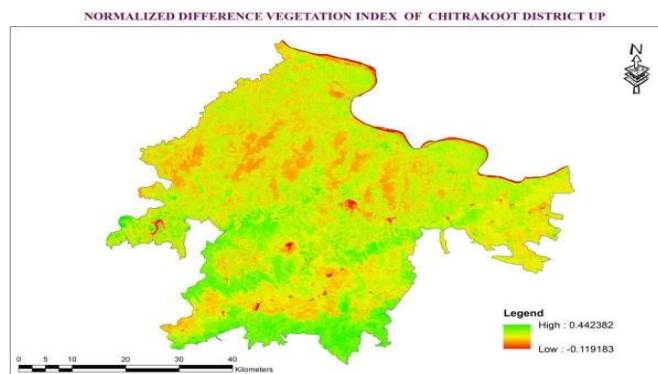 NORMALIZED DIFFERENCE VEGETATION INDEX OF CHITRAKOOT DISTRICT UP
N
Legend
High : 0.442382
Low : -0.119183
0 5 10 20 30 40
Kilometers